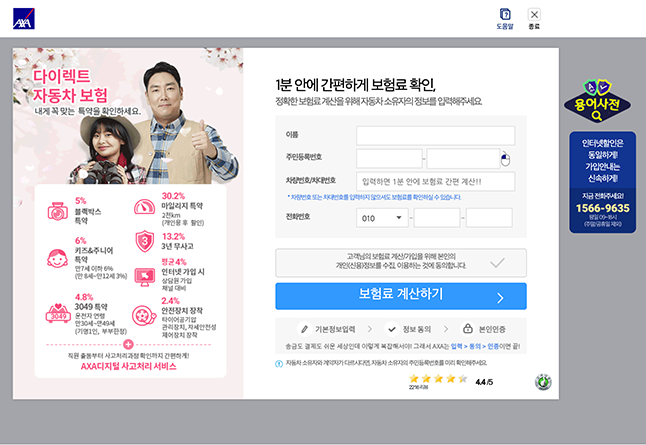 AXA
도움말
종료
다이렉트
자동차 보험
내게 꼭 맞는 특약을 확인하세요.
5%
블랙박스
특약
30.2%
마일리지 특약
2천km
(개인용 후 할인)
6%
키즈&주니어
특약
만7세 이하 6%
(만 8세~만12세 3%)
13.2%
3년 무사고
3
평균4%
인터넷 가입 시
상담원 가입
채널 대비
4.8%
3049 특약
운전자 연령
만30세~만49세
(기명1인, 부부한정)
3049
2.4%
안전장치 장착
타이어공기압
관리장치, 차세안전성
제어장치 장착
직원 출동부터 사고처리과정 확인까지 간편하게!
AXA디지털 사고처리 서비스
1분 안에 간편하게 보험료 확인,
정확한 보험료 계산을 위해 자동차 소유자의 정보를 입력해주세요.
이름
주민등록번호
-
차량번호/차대번호
입력하면 1분 안에 보험료 간편 계산!!
* 차량번호 또는 차대번호를 입력하지 않으셔도 보험료를 확인하실 수 있습니다.
전화번호
010
-
-
고객님의 보험료 계산/가입을 위해 본인의
개인(신용)정보를 수집, 이용하는 것에 동의합니다.
보험료 계산하기
기본정보입력
정보 동의
본인인증
송금도 결제도 쉬운 세상인데 이렇게 복잡해서야! 그래서 AXA는 입력 > 동의 > 인증이면 끝!
자동차 소유자와 계약자가 다르시다면, 자동차 소유자의 주민등록번호를 미리 확인해주세요.
2216 리뷰
4.4 /5
용어사전
인터넷할인은
동일하게!
가입안내는
신속하게!
지금 전화주세요!
1566-9635
평일 09~18시
(주말/공휴일 제외)